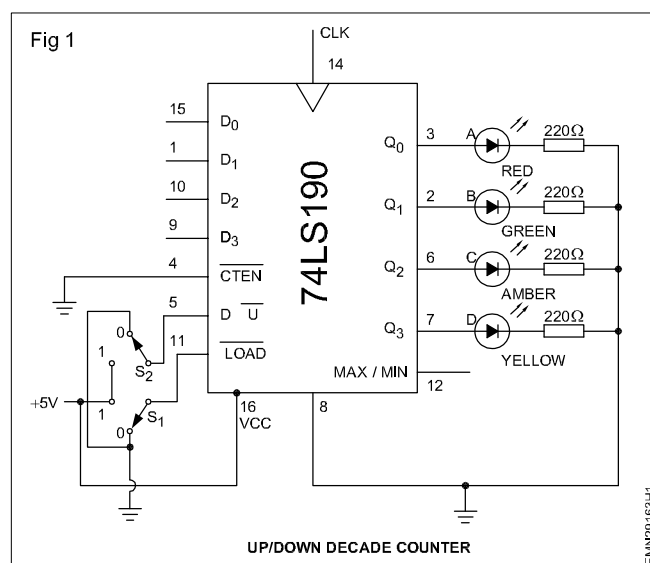 Fig 1
CLK
14
15
D0
1
D1
10
D2
9
D3
4
CTEN
5
D U
11
LOAD
74LS190
Q0
3
A
RED
220Ω
Q1
2
B
GREEN
220Ω
Q2
6
C
AMBER
220Ω
Q3
7
D
YELLOW
220Ω
MAX / MIN
12
0
S2
1
+5V
1
S1
0
16
VCC
8
UP/DOWN DECADE COUNTER
EMN29163H1